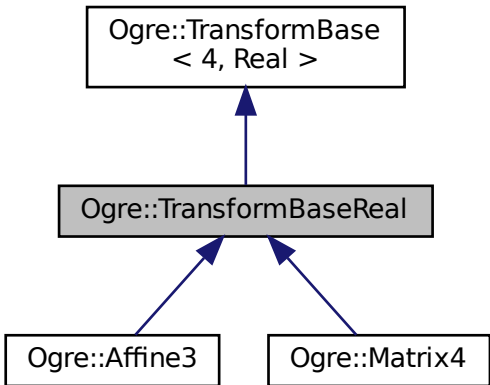 Ogre::TransformBase
< 4, Real >
Ogre::TransformBaseReal
Ogre::Affine3
Ogre::Matrix4